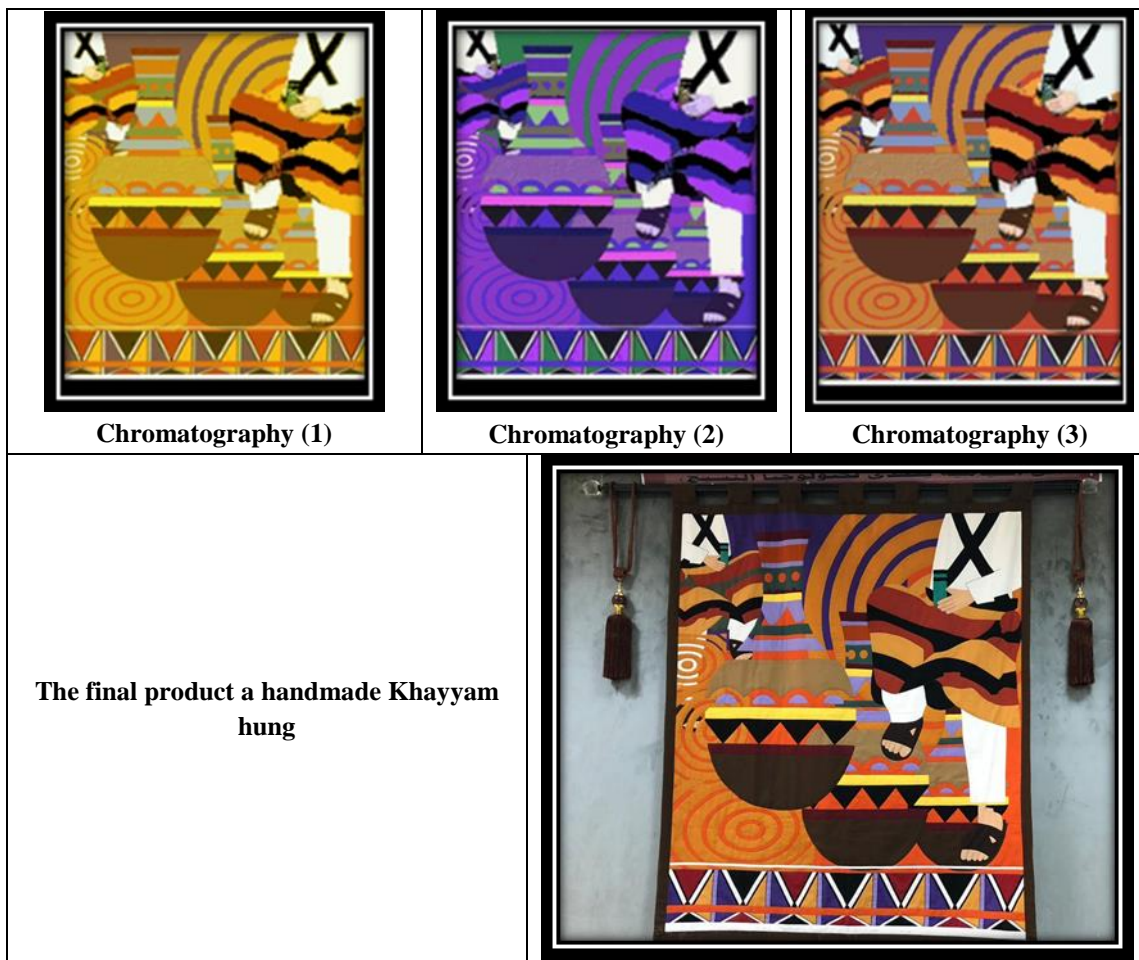 Chromatography (1)
Chromatography (2)
Chromatography (3)
The final product a handmade Khayyam
hung